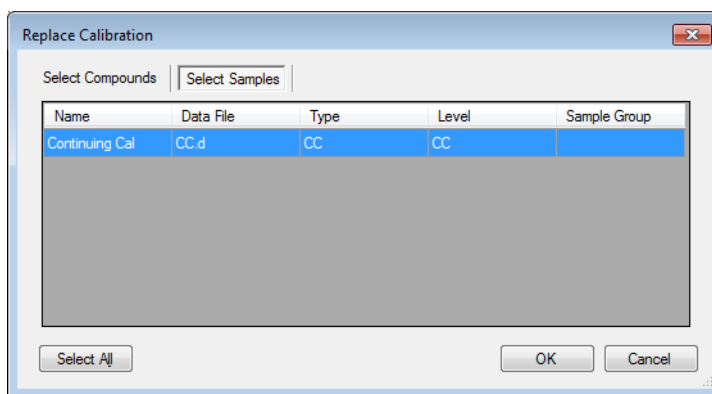 Replace Calibration
Select Compounds Select Samples
Name Data File Type Level Sample Group
Continuing Cal CC.d CC CC
Select All OK Cancel